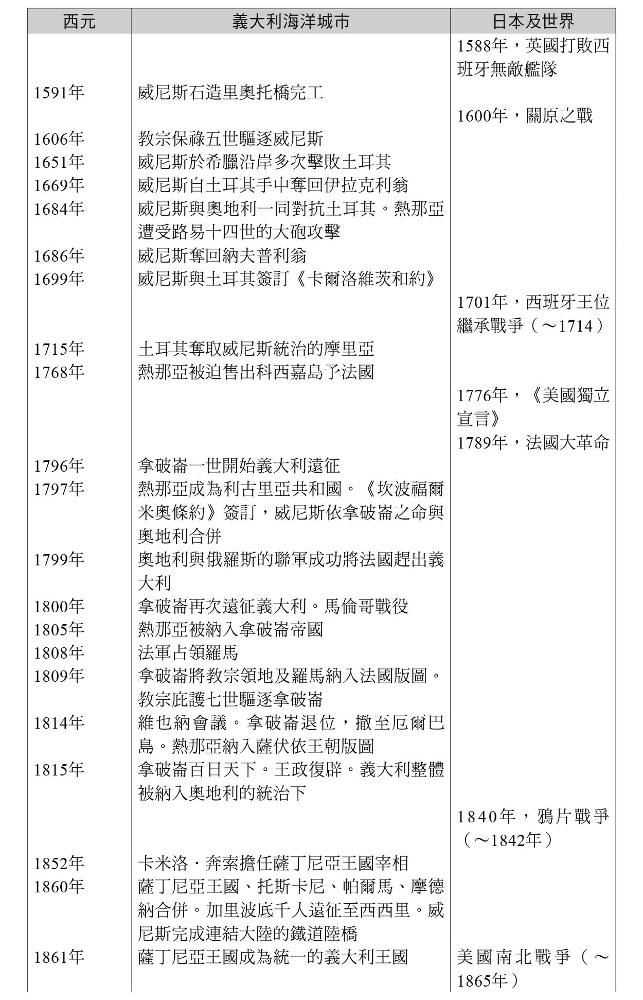 西元 義大利海洋城市 日本及世界
1588年，英國打敗西
班牙無敵艦隊
1591年 威尼斯石造里奧托橋完工
1600年，關原之戰
1606年 教宗保祿五世驅逐威尼斯
1651年 威尼斯於希臘沿岸多次擊敗土耳其
1669年 威尼斯自土耳其手中奪回伊拉克利翁
1684年 威尼斯與奧地利一同對抗土耳其。熱那亞
遭受路易十四世的大砲攻擊
1686年 威尼斯奪回納夫普利翁
1699年 威尼斯與土耳其簽訂《卡爾洛維茨和約》
1701年，西班牙王位
繼承戰爭（～1714）
1715年 土耳其奪取威尼斯統治的摩里亞
1768年 熱那亞被迫售出科西嘉島予法國
1776年，《美國獨立
宣言》
1789年，法國大革命
1796年 拿破崙一世開始義大利遠征
1797年 熱那亞成為利古里亞共和國。《坎波福爾
米奧條約》簽訂，威尼斯依拿破崙之命與
奧地利合併
1799年 奧地利與俄羅斯的聯軍成功將法國趕出義
大利
1800年 拿破崙再次遠征義大利。馬倫哥戰役
1805年 熱那亞被納入拿破崙帝國
1808年 法軍占領羅馬
1809年 拿破崙將教宗領地及羅馬納入法國版圖。
教宗庇護七世驅逐拿破崙
1814年 維也納會議。拿破崙退位，撤至厄爾巴
島。熱那亞納入薩伏依王朝版圖
1815年 拿破崙百日天下。王政復辟。義大利整體
被納入奧地利的統治下
1840年，鴉片戰爭
（～1842年）
1852年 卡米洛．奔索擔任薩丁尼亞王國宰相
1860年 薩丁尼亞王國、托斯卡尼、帕爾馬、摩德
納合併。加里波底千人遠征至西西里。威
尼斯完成連結大陸的鐵道陸橋
1861年 薩丁尼亞王國成為統一的義大利王國 美國南北戰爭（～
1865年）